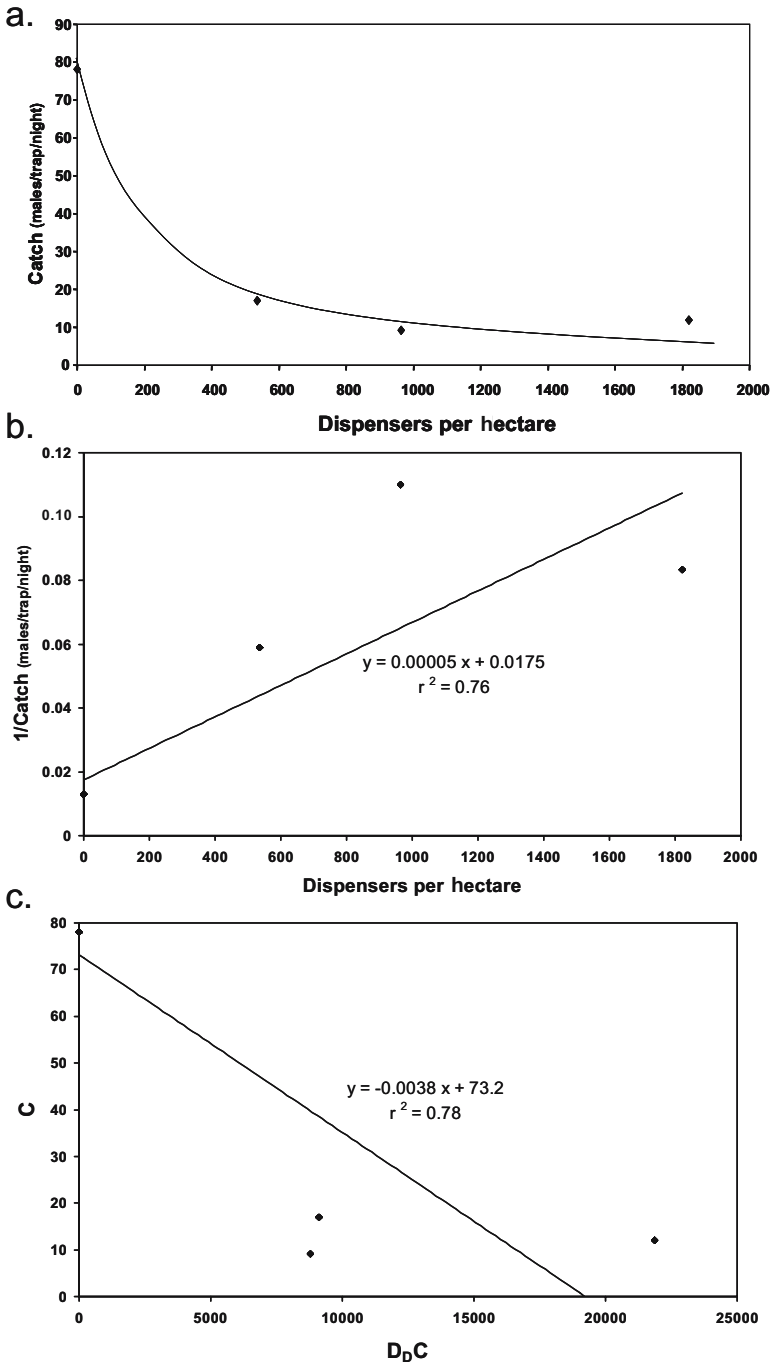 a.
90
80
70
60
50
40
30
20
10
0
Catch (males/trap/night)
0 200 400 600 800 1000 1200 1400 1600 1800 2000
Dispensers per hectare
b.
0.12
0.10
0.08
0.06
0.04
0.02
0
1/Catch (males/trap/night)
y = 0.00005 x + 0.0175
r 2 = 0.76
0 200 400 600 800 1000 1200 1400 1600 1800 2000
Dispensers per hectare
c.
80
70
60
50
40
30
20
10
0
C
y = -0.0038 x + 73.2
r 2 = 0.78
0 5000 10000 15000 20000 25000
DDC